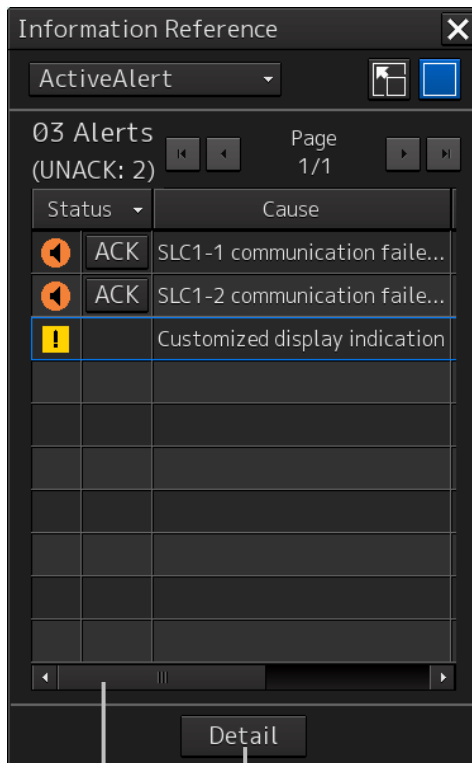 Information Reference
ActiveAlert
03 Alerts
(UNACK: 2)
Page
1/1
Status Cause
ACK SLC1-1 communication faile...
ACK SLC1-2 communication faile...
Customized display indication
Detail